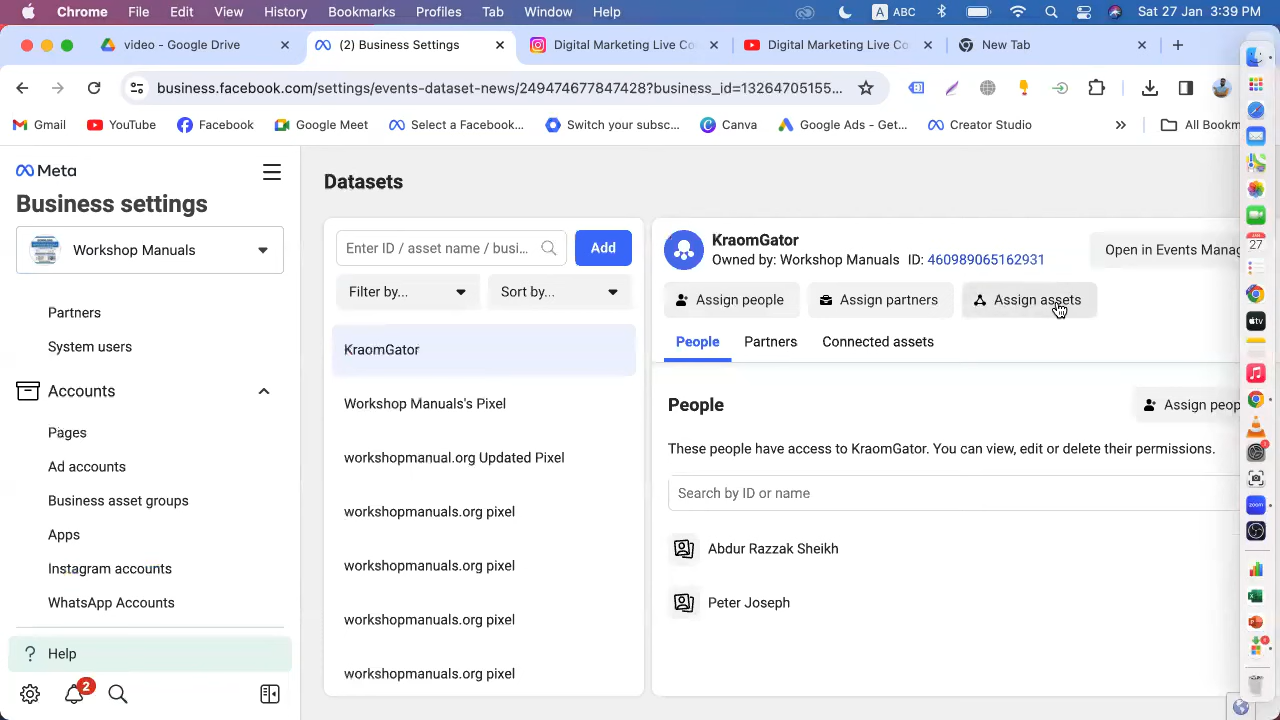 Chrome File Edit View History Bookmarks Profiles Tab Window Help A ABC Sat 27 Jan 3:39 PM
video - Google Drive (2) Business Settings Digital Marketing Live Co Digital Marketing Live Co New Tab
business.facebook.com/settings/events-dataset-news/249174677847428?business_id=13264705155...
Gmail YouTube Facebook Google Meet Select a Facebook... Switch your subsc... Canva Google Ads - Get... Creator Studio » All Bookm
Meta
Business settings
Workshop Manuals
Partners
System users
Accounts
Pages
Ad accounts
Business asset groups
Apps
Instagram accounts
WhatsApp Accounts
? Help
2
Datasets
Enter ID / asset name / busi...
Add
Filter by...
Sort by...
KraomGator
Workshop Manuals's Pixel
workshopmanual.org Updated Pixel
workshopmanuals.org pixel
workshopmanuals.org pixel
workshopmanuals.org pixel
workshopmanuals.org pixel
KraomGator
Owned by: Workshop Manuals ID: 460989065162931
Open in Events Manag
Assign people
Assign partners
Assign assets
People
Partners
Connected assets
People
Assign peop
These people have access to KraomGator. You can view, edit or delete their permissions.
Search by ID or name
Abdur Razzak Sheikh
Peter Joseph
JAN
27
tv
zoom